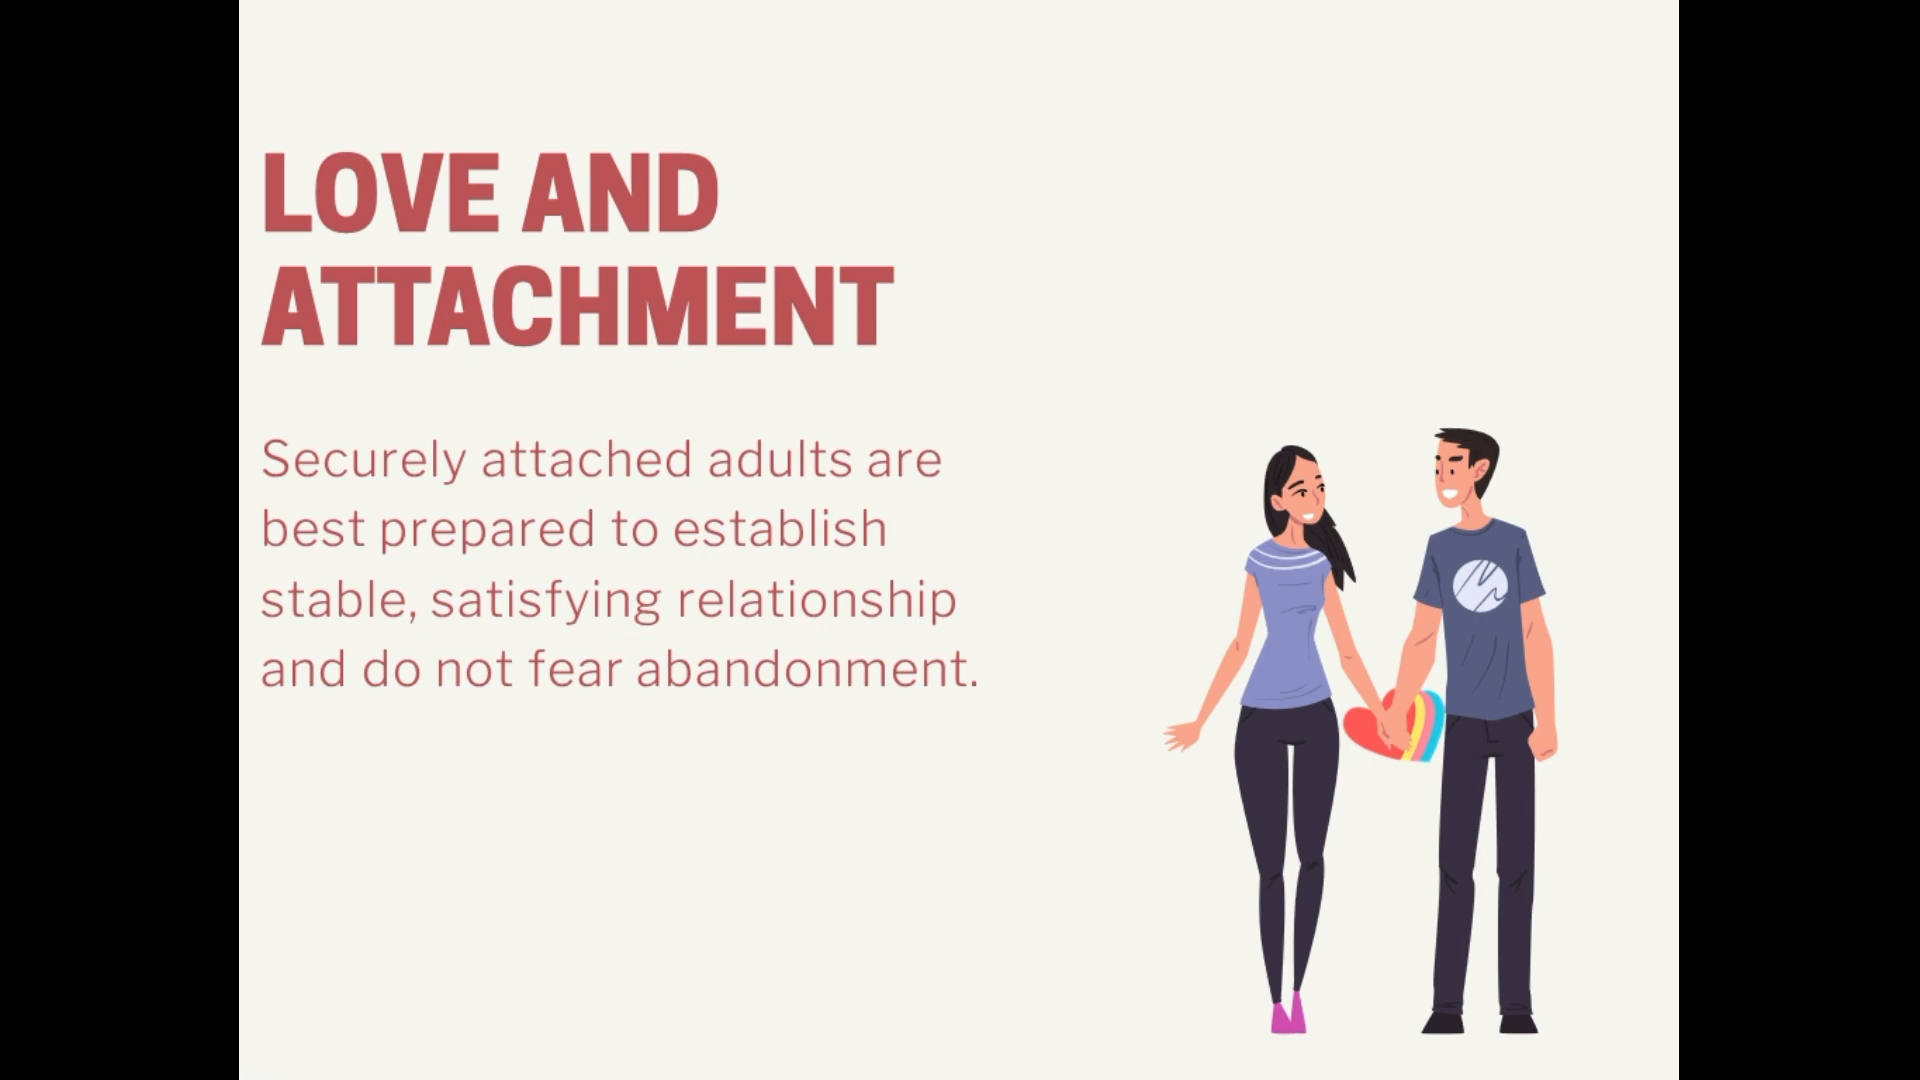 LOVE AND
ATTACHMENT
Securely attached adults are
best prepared to establish
stable, satisfying relationship
and do not fear abandonment.